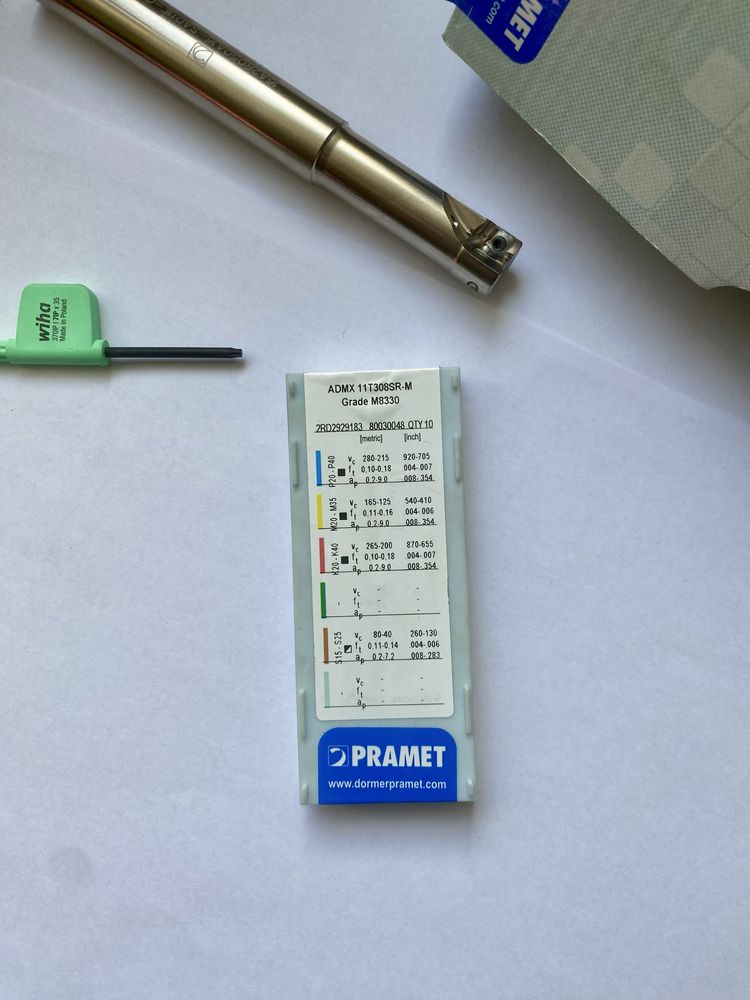 MET
.com
wiha
370IP | 7IP x 35
Made in Poland
ADMX 11T308SR-M
Grade M8330
2RD2929183 80030048 QTY 10
[metric] [inch]
P20 - P40
vc 280-215 920-705
ft 0,10-0,18 .004-.007
ap 0,2-9,0 .008-.354
M20 - M35
vc 165-125 540-410
ft 0,11-0,16 .004-.006
ap 0,2-9,0 .008-.354
K20 - K40
vc 265-200 870-655
ft 0,10-0,18 .004-.007
ap 0,2-9,0 .008-.354
vc - -
ft - -
ap - -
S15 - S25
vc 80-40 260-130
ft 0,11-0,14 .004-.006
ap 0,2-7,2 .008-.283
vc - -
ft - -
ap - -
PRAMET
www.dormerpramet.com